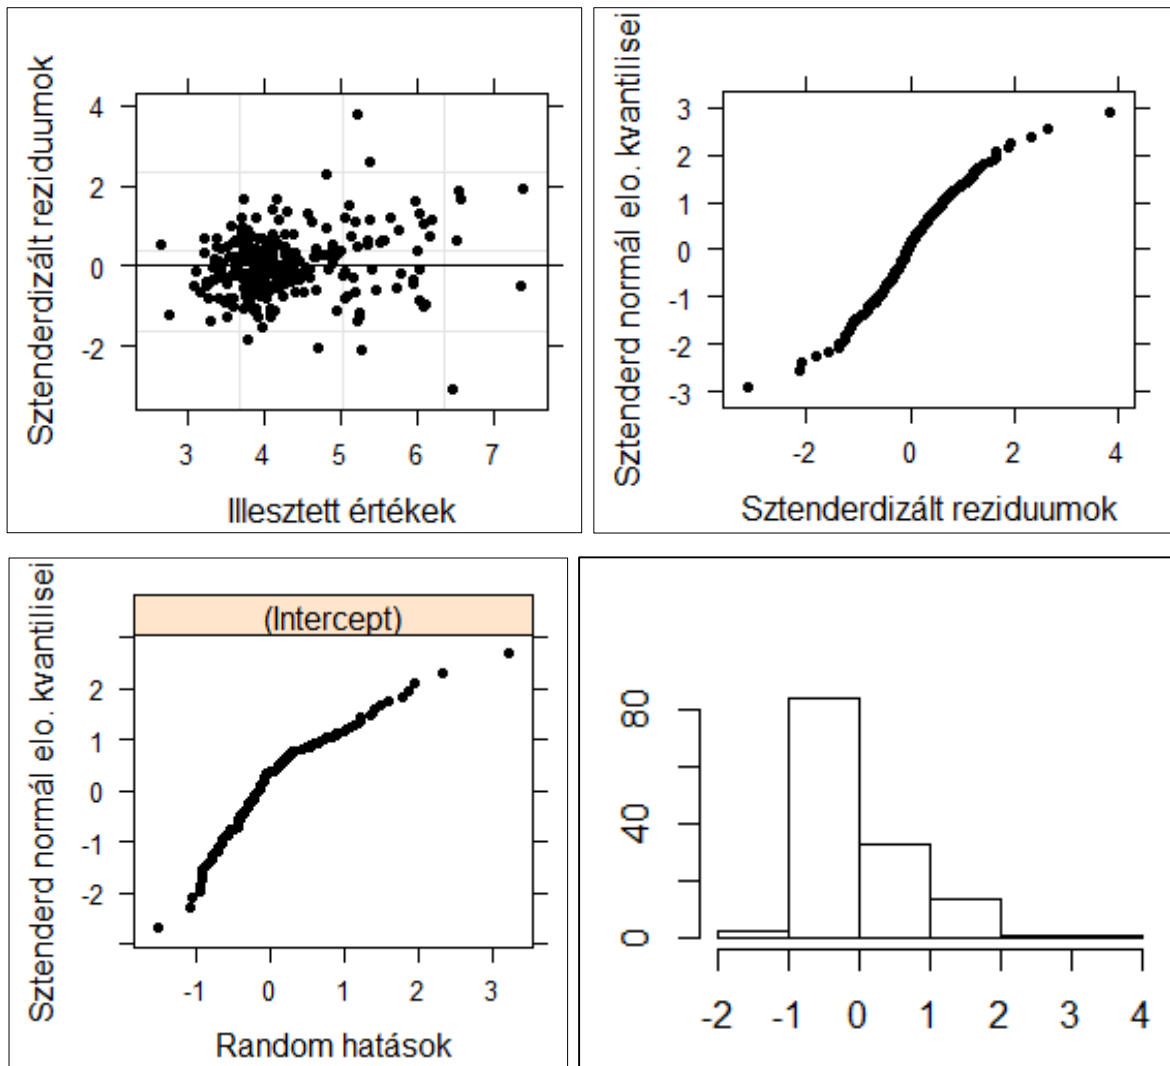 Sztenderdizált reziduumok
4
2
0
-2
3 4 5 6 7
Illesztett értékek
Sztenderd normál elo. kvantilisei
3
2
1
0
-1
-2
-3
-2 0 2 4
Sztenderdizált reziduumok
(Intercept)
Sztenderd normál elo. kvantilisei
2
1
0
-1
-2
-1 0 1 2 3
Random hatások
80
40
0
-2 -1 0 1 2 3 4